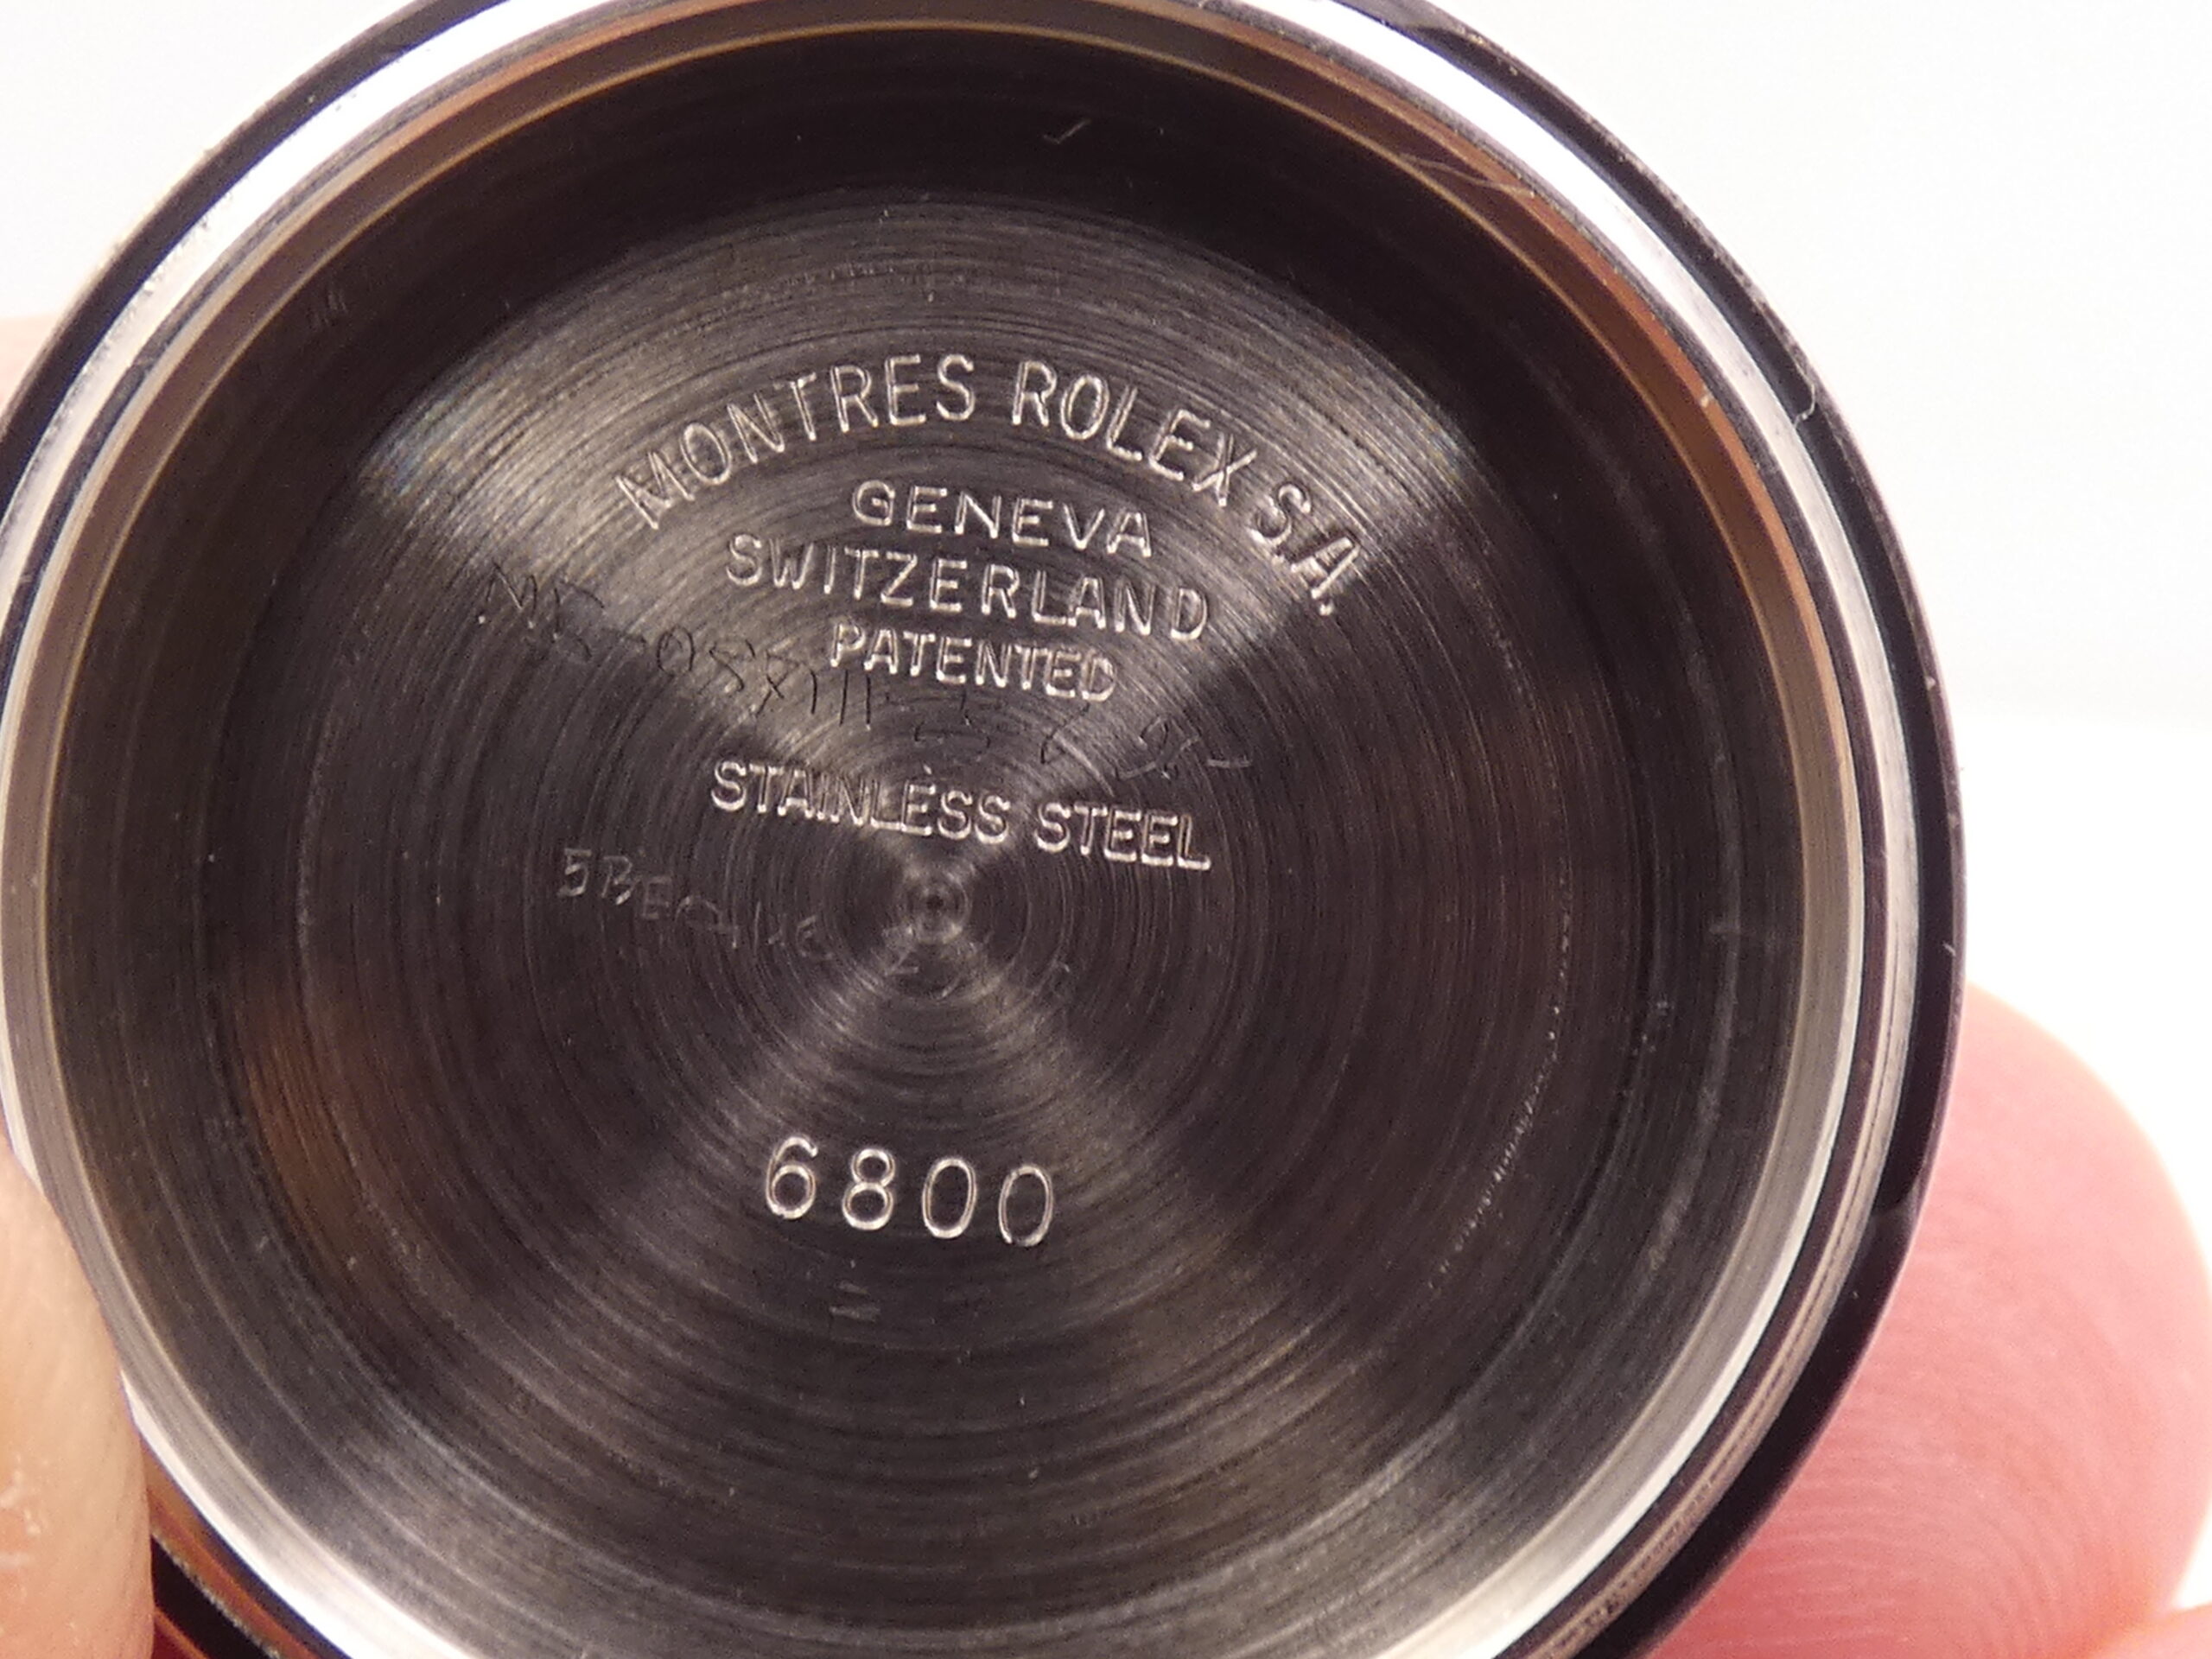 MONTRES ROLEX S.A.
GENEVA
SWITZERLAND
PATENTED
STAINLESS STEEL
6800